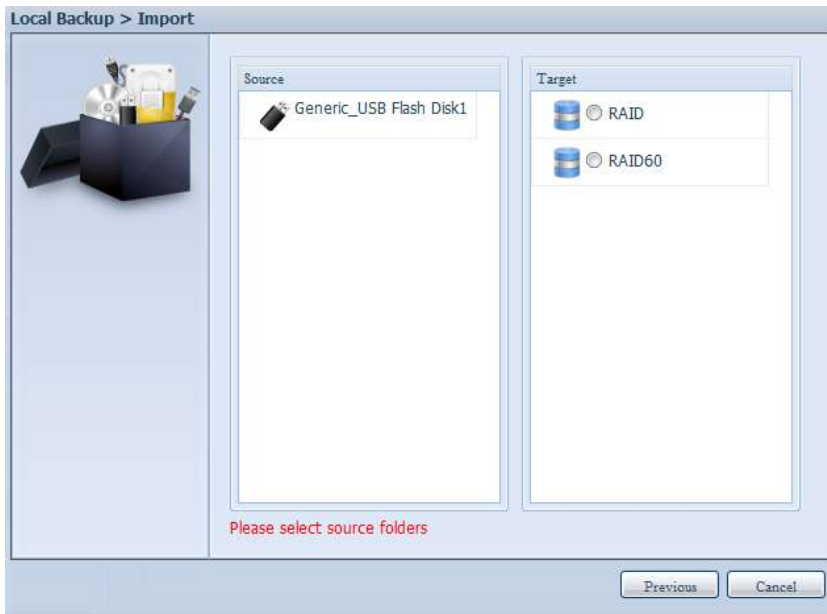 Local Backup > Import
Source
Generic_USB Flash Disk1
Target
RAID
RAID60
Please select source folders
Previous
Cancel